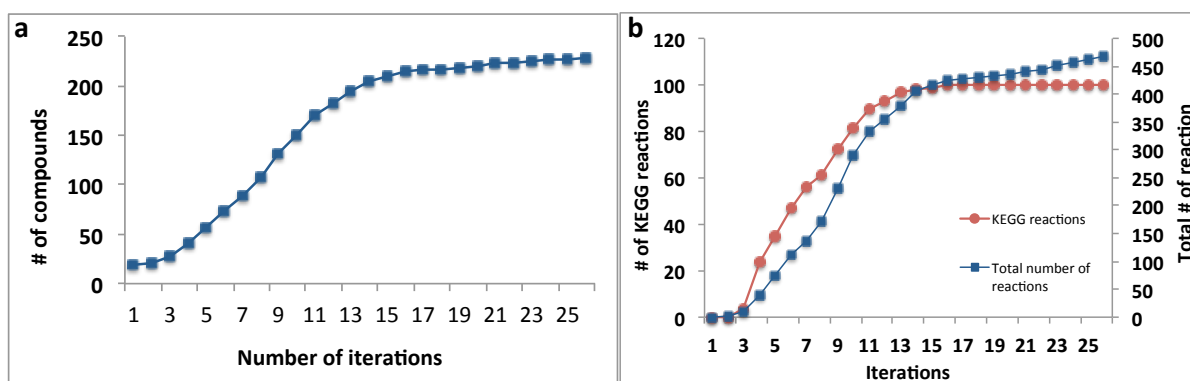 a
250
200
150
100
50
0
# of compounds
1 3 5 7 9 11 13 15 17 19 21 23 25
Number of iterations
b
120
100
80
60
40
20
0
# of KEGG reactions
500
450
400
350
300
250
200
150
100
50
0
Total # of reaction
KEGG reactions
Total number of
reactions
1 3 5 7 9 11 13 15 17 19 21 23 25
Iterations